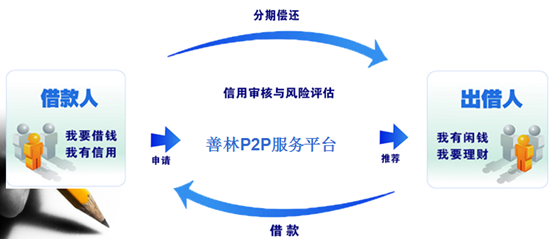 分期偿还
借款人
我要借钱
我有信用
申请
信用审核与风险评估
善林P2P服务平台
推荐
出借人
我有闲钱
我要理财
借款